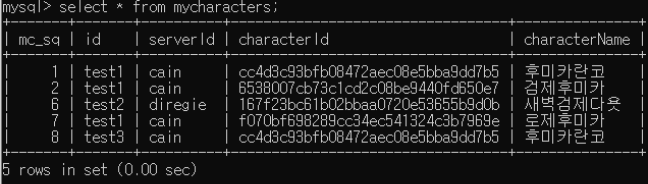 mysql> select * from mycharacters;
+-------+-------+----------+----------------------------------+---------------+
| mc_sq | id | serverId | characterId | characterName |
+-------+-------+----------+----------------------------------+---------------+
| 1 | test1 | cain | cc4d3c93bfb08472aec08e5bba9dd7b5 | 후미카란코 |
| 2 | test1 | cain | 6538007cb73c1cd2c08be9440fd650e7 | 검제후미카 |
| 6 | test2 | diregie | 167f23bc61b02bbaa0720e53655b9d0b | 새벽검제다욧 |
| 7 | test1 | cain | f070bf698289cc34ec541324c3b7969e | 로제후미카 |
| 8 | test3 | cain | cc4d3c93bfb08472aec08e5bba9dd7b5 | 후미카란코 |
+-------+-------+----------+----------------------------------+---------------+
5 rows in set (0.00 sec)